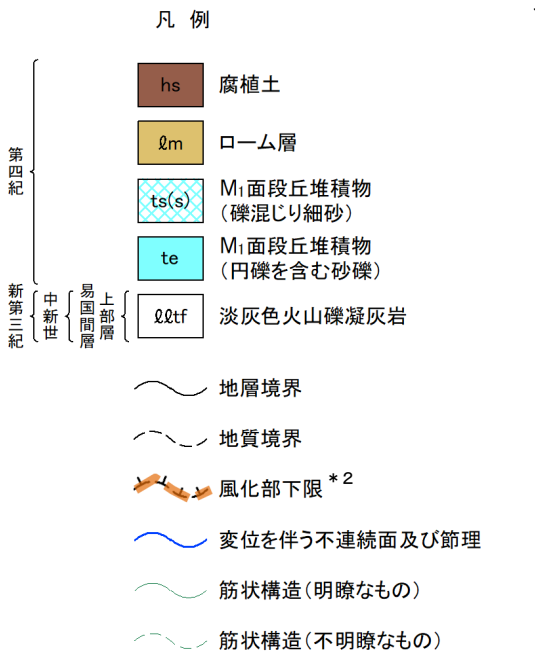 凡 例
第四紀
hs 腐植土
ℓm ローム層
ts(s) M₁面段丘堆積物
(礫混じり細砂)
te M₁面段丘堆積物
(円礫を含む砂礫)
新第三紀 中新世 易国間層 上部層
ℓℓtf 淡灰色火山礫凝灰岩
地層境界
地質境界
風化部下限*2
変位を伴う不連続面及び節理
筋状構造(明瞭なもの)
筋状構造(不明瞭なもの)